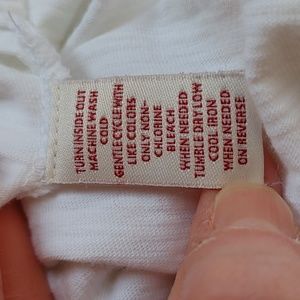 TURN INSIDE OUT
MACHINE WASH
COLD
GENTLE CYCLE WITH
LIKE COLORS
ONLY NON-
CHLORINE
BLEACH
WHEN NEEDED
TUMBLE DRY LOW
COOL IRON
WHEN NEEDED
ON REVERSE